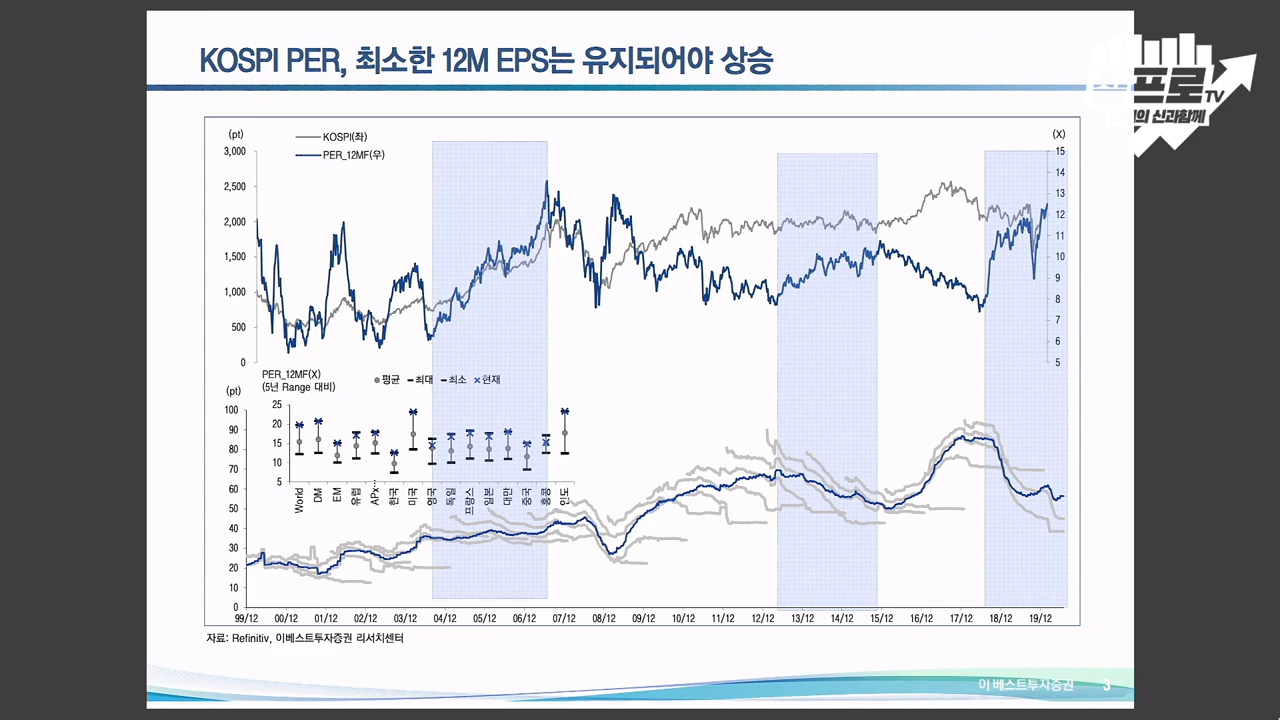 KOSPI PER, 최소한 12M EPS는 유지되어야 상승
프로TV
의 신과함께
(pt)
KOSPI(좌)
PER_12MF(우)
(X)
3,000
2,500
2,000
1,500
1,000
500
0
15
14
13
12
11
10
9
8
7
6
5
PER_12MF(X)
(5년 Range 대비)
평균 최대 최소 현재
(pt)
100
90
80
70
60
50
40
30
20
10
0
25
20
15
10
5
World DM EM 유럽 APx… 한국 미국 영국 독일 프랑스 일본 대만 중국 홍콩 인도
99/12 00/12 01/12 02/12 03/12 04/12 05/12 06/12 07/12 08/12 09/12 10/12 11/12 12/12 13/12 14/12 15/12 16/12 17/12 18/12 19/12
자료: Refinitiv, 이베스트투자증권 리서치센터
이베스트투자증권 3